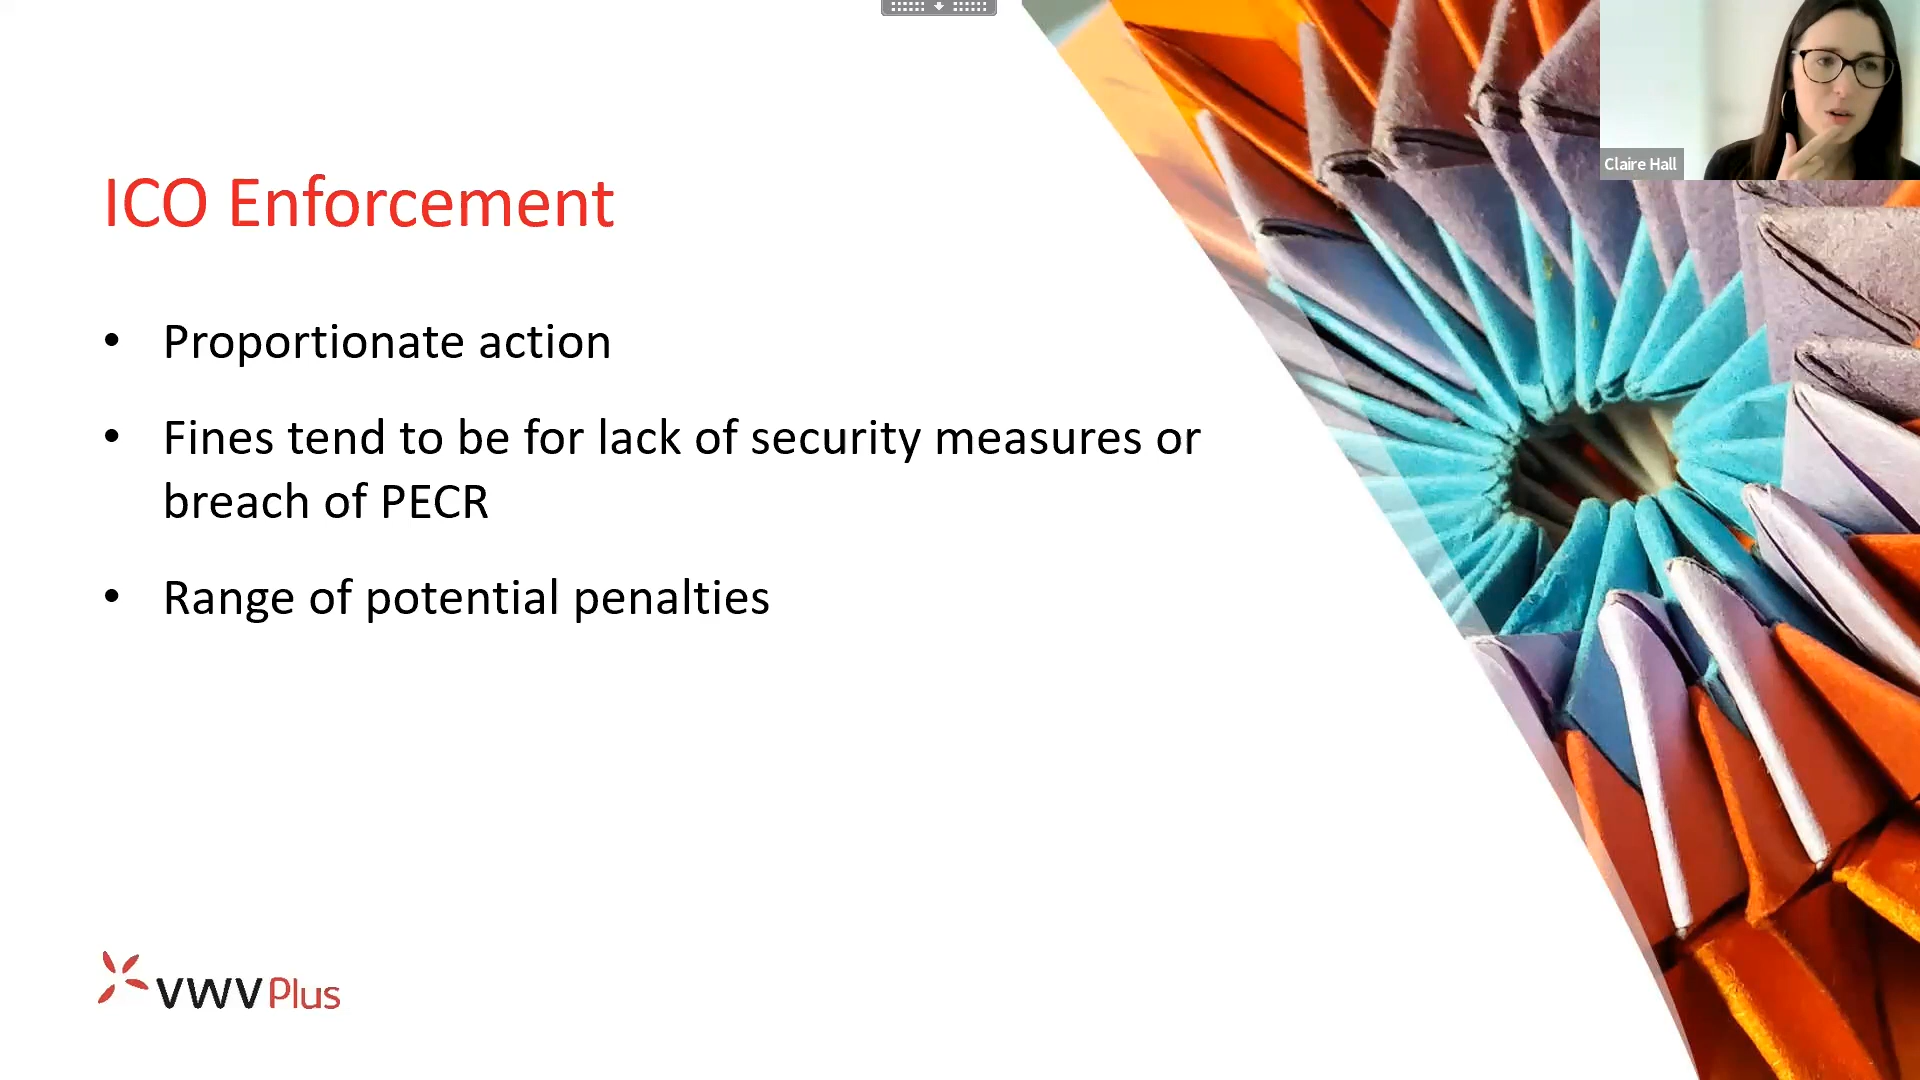 Claire Hall
ICO Enforcement
• Proportionate action
• Fines tend to be for lack of security measures or
breach of PECR
• Range of potential penalties
VWV Plus